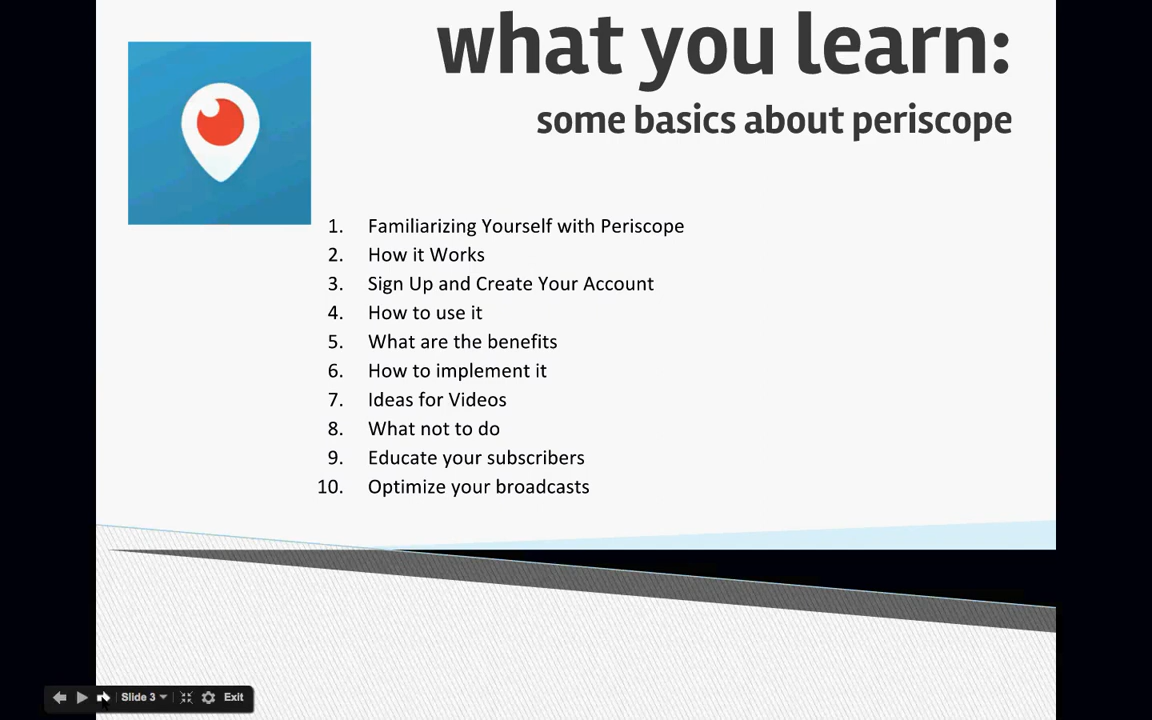 what you learn:
some basics about periscope
1. Familiarizing Yourself with Periscope
2. How it Works
3. Sign Up and Create Your Account
4. How to use it
5. What are the benefits
6. How to implement it
7. Ideas for Videos
8. What not to do
9. Educate your subscribers
10. Optimize your broadcasts
Slide 3 Exit